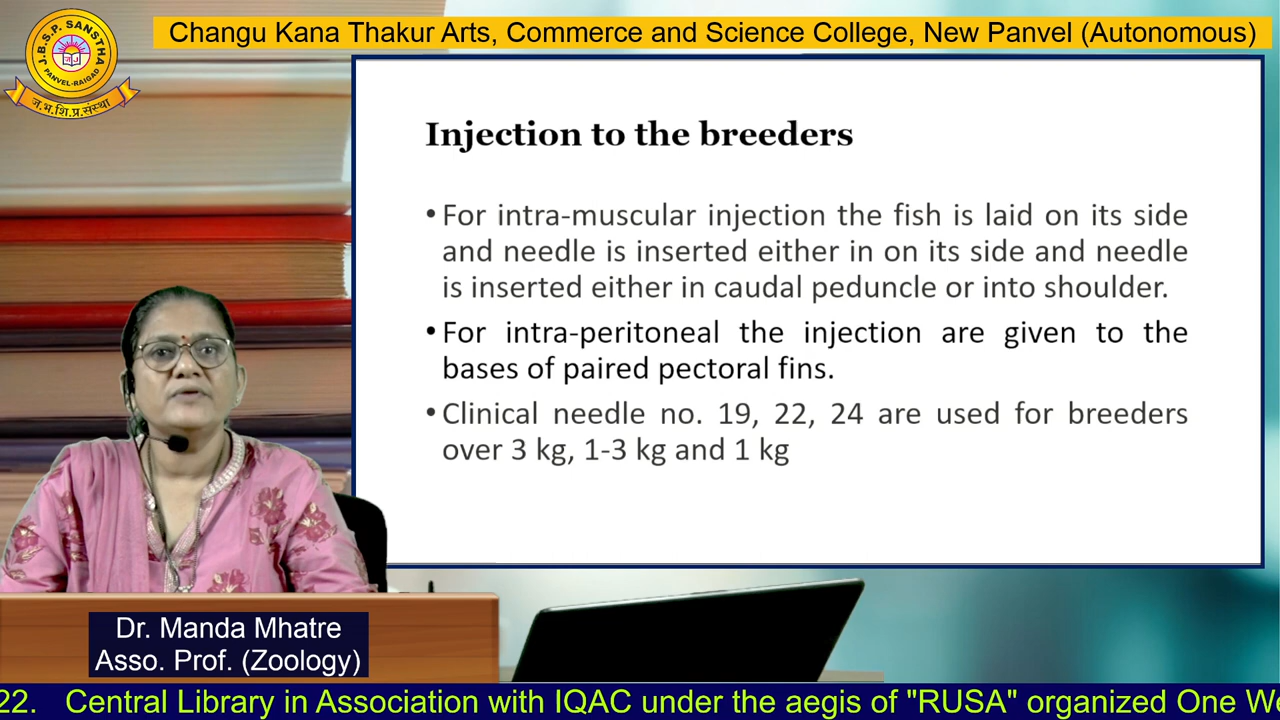 J.B.S.P. SANSTHA
PANVEL-RAIGAD
ज.भ.शि.प्र.संस्था
Changu Kana Thakur Arts, Commerce and Science College, New Panvel (Autonomous)
Injection to the breeders
• For intra-muscular injection the fish is laid on its side
and needle is inserted either in on its side and needle
is inserted either in caudal peduncle or into shoulder.
• For intra-peritoneal the injection are given to the
bases of paired pectoral fins.
• Clinical needle no. 19, 22, 24 are used for breeders
over 3 kg, 1-3 kg and 1 kg
Dr. Manda Mhatre
Asso. Prof. (Zoology)
22. Central Library in Association with IQAC under the aegis of "RUSA" organized One We